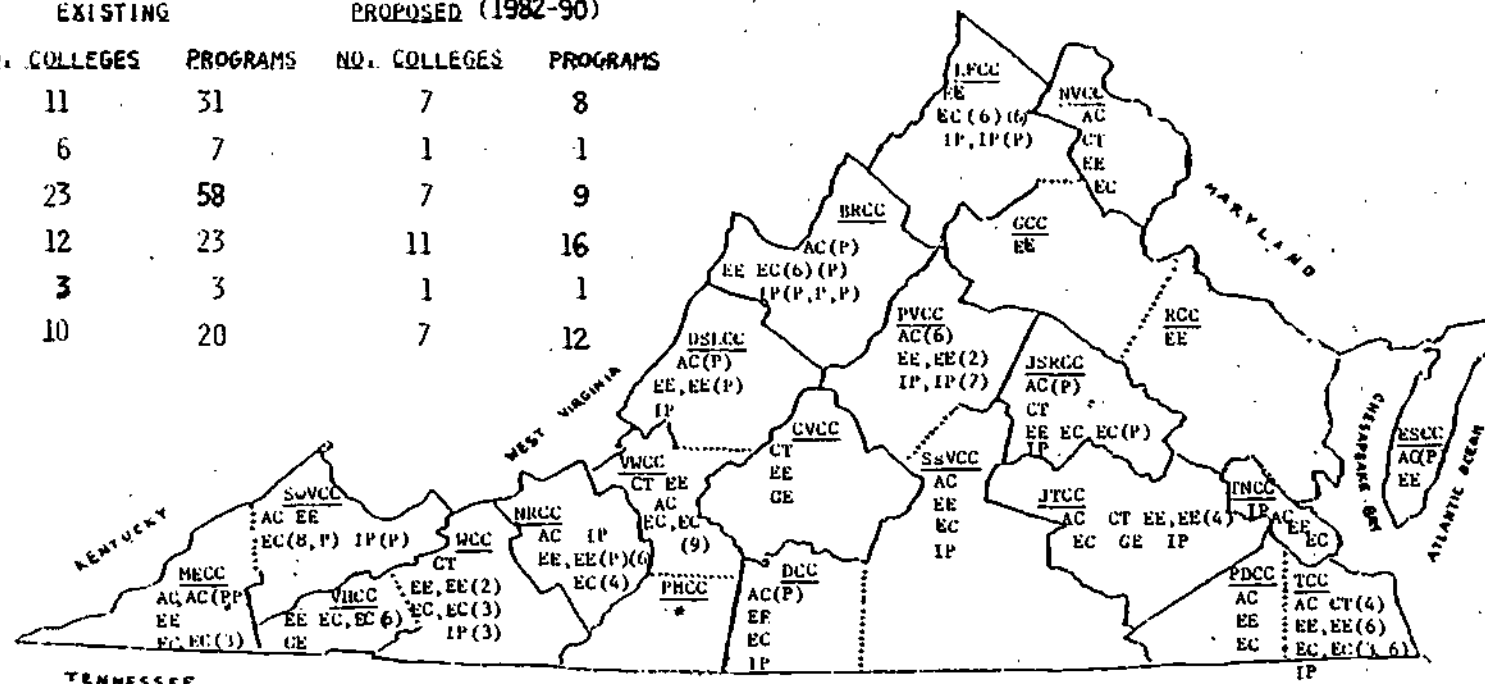 EXISTING PROPOSED (1982-90)
. COLLEGES PROGRAMS NO. COLLEGES PROGRAMS
11 31 7 8
6 7 1 1
23 58 7 9
12 23 11 16
3 3 1 1
10 20 7 12
LFCC
EE
EC(6)(6)
IP,IP(P)
NVCC
AC
CT
EE
EC
MARYLAND
BRCC
AC(P)
EE EC(6)(P)
IP(P,P,P)
GCC
EE
RCC
EE
DSLCC
AC(P)
EE,EE(P)
IP
PVCC
AC(6)
EE,EE(2)
IP,IP(7)
JSRCC
AC(P)
CT
EE EC,EC(P)
IP
WEST VIRGINIA
CHESAPEAKE BAY
ESCC
AC(P)
EE
ATLANTIC OCEAN
VWCC
CT EE
AC
EC,EC
(9)
CVCC
CT
EE
GE
SsVCC
AC
EE
EC
IP
JTCC
AC CT EE,EE(4)
EC GE IP
TNCC
IP AC
EE
EC
KENTUCKY
SwVCC
AC EE
EC(8,P) IP(P)
WCC
CT
EE,EE(2)
EC,EC(3)
IP(3)
NRCC
AC IP
EE,EE(P)(6)
EC(4)
MECC
AC,AC(PP)
EE
EC,EC(3)
VHCC
EE EC,EC(6)
GE
PHCC
*
DCC
AC(P)
EE
EC
IP
PDCC
AC
EE
EC
TCC
AC CT(4)
EE,EE(6)
EC,EC(3,6)
IP
TENNESSEE